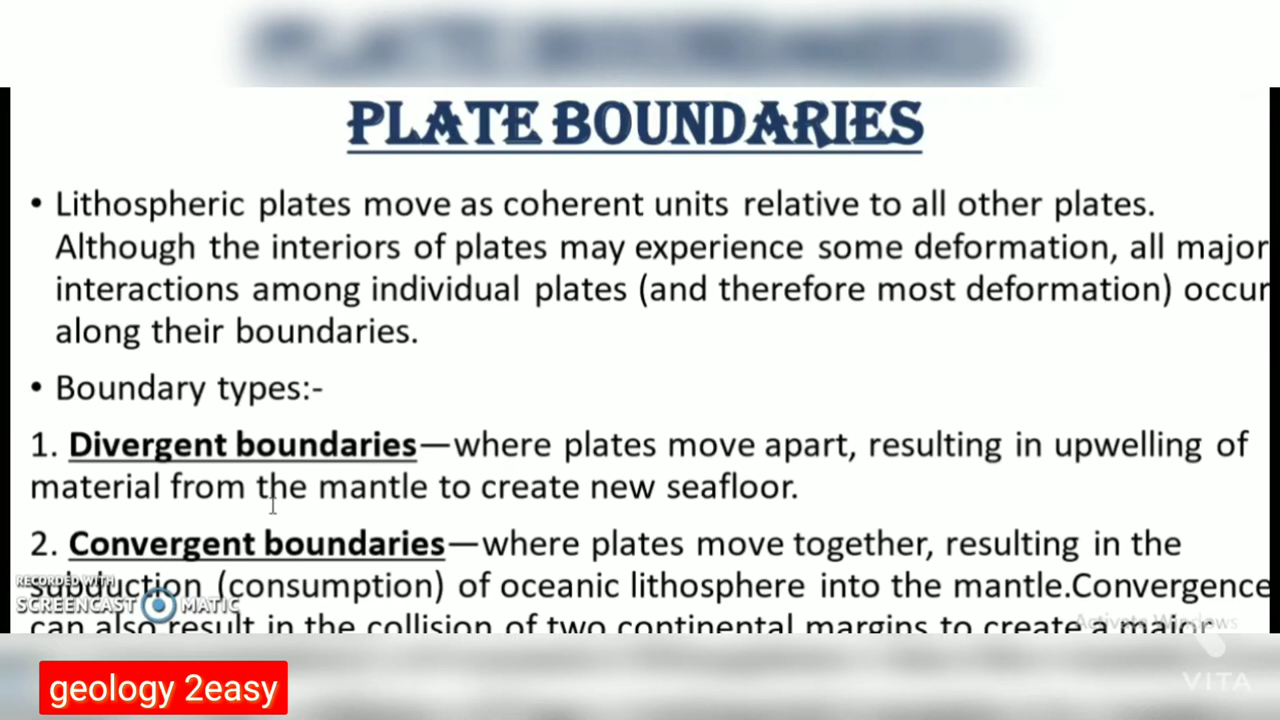 PLATE BOUNDARIES
• Lithospheric plates move as coherent units relative to all other plates.
Although the interiors of plates may experience some deformation, all major
interactions among individual plates (and therefore most deformation) occur
along their boundaries.
• Boundary types:-
1. Divergent boundaries—where plates move apart, resulting in upwelling of
material from the mantle to create new seafloor.
2. Convergent boundaries—where plates move together, resulting in the
subduction (consumption) of oceanic lithosphere into the mantle.Convergence
can also result in the collision of two continental margins to create a major
RECORDED WITH
SCREENCAST MATIC
Activate Windows
VITA
geology 2easy